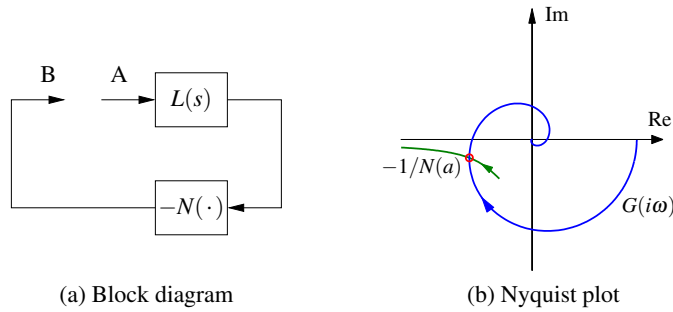 B
A
L(s)
−N(·)
(a) Block diagram
Im
Re
−1/N(a)
G(iω)
(b) Nyquist plot